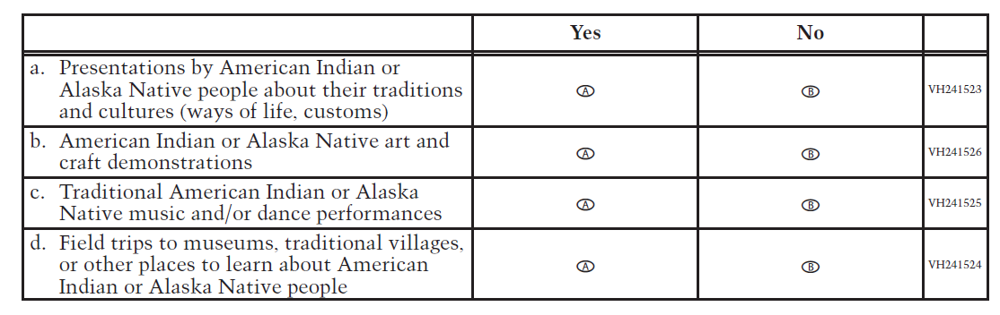 Yes No
a. Presentations by American Indian or
Alaska Native people about their traditions
and cultures (ways of life, customs)
A B VH241523
b. American Indian or Alaska Native art and
craft demonstrations
A B VH241526
c. Traditional American Indian or Alaska
Native music and/or dance performances
A B VH241525
d. Field trips to museums, traditional villages,
or other places to learn about American
Indian or Alaska Native people
A B VH241524